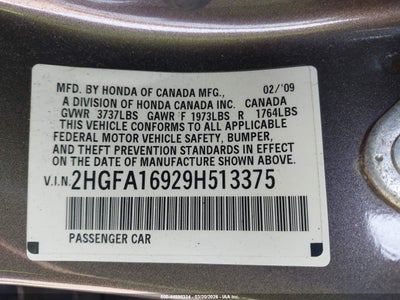 MFD. BY HONDA OF CANADA MFG., 02/'09
A DIVISION OF HONDA CANADA INC. CANADA
GVWR 3737LBS GAWR F 1973LBS R 1764LBS
THIS VEHICLE CONFORMS TO ALL APPLICABLE
FEDERAL MOTOR VEHICLE SAFETY, BUMPER,
AND THEFT PREVENTION STANDARDS IN EFFECT
ON THE DATE OF MANUFACTURE SHOWN ABOVE.
V.I.N. 2HGFA16929H513375
PASSENGER CAR